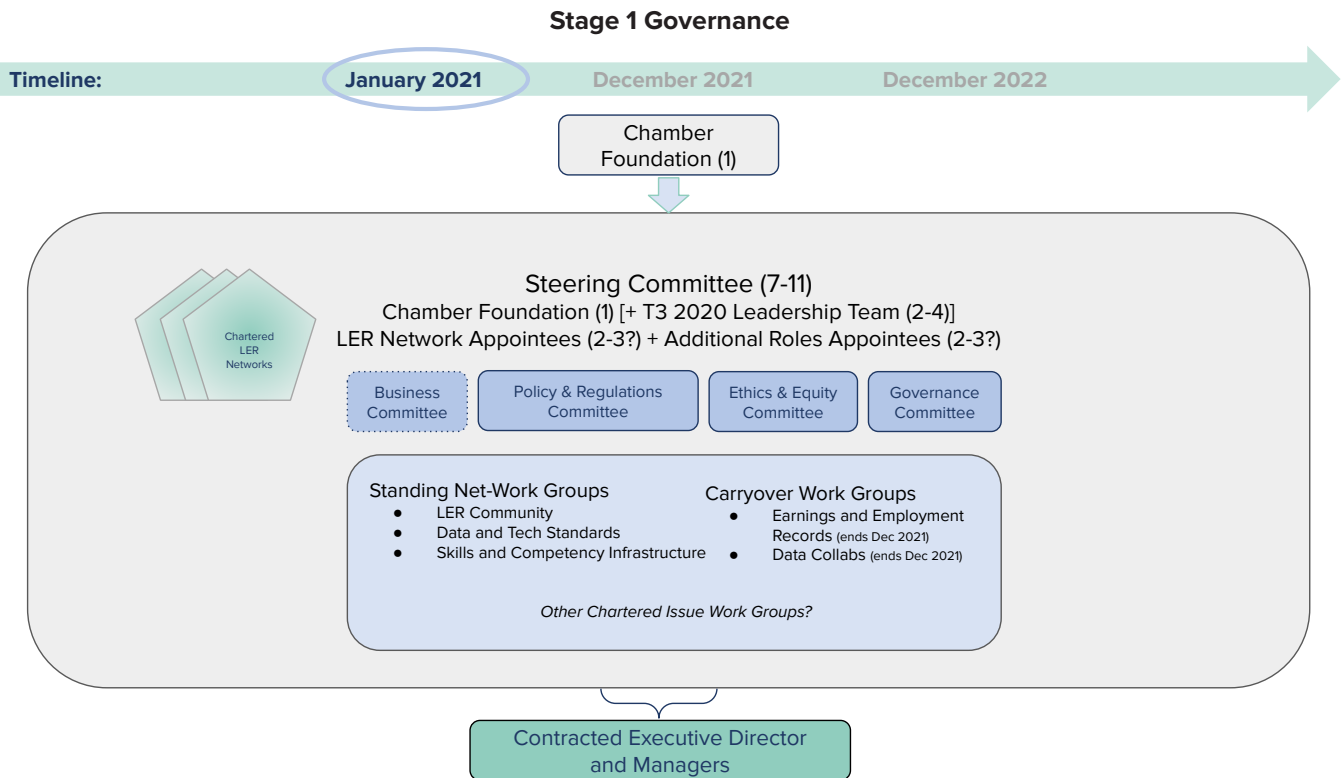 Stage 1 Governance
Timeline:
January 2021
December 2021
December 2022
Chamber
Foundation (1)
Steering Committee (7-11)
Chamber Foundation (1) [+ T3 2020 Leadership Team (2-4)]
LER Network Appointees (2-3?) + Additional Roles Appointees (2-3?)
Chartered
LER
Networks
Business
Committee
Policy & Regulations
Committee
Ethics & Equity
Committee
Governance
Committee
Standing Net-Work Groups
● LER Community
● Data and Tech Standards
● Skills and Competency Infrastructure
Carryover Work Groups
● Earnings and Employment
Records (ends Dec 2021)
● Data Collabs (ends Dec 2021)
Other Chartered Issue Work Groups?
Contracted Executive Director
and Managers